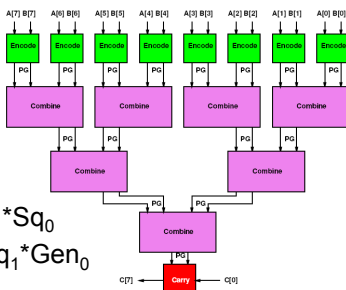 A[7] B[7] A[6] B[6] A[5] B[5] A[4] B[4] A[3] B[3] A[2] B[2] A[1] B[1] A[0] B[0]
Encode Encode Encode Encode Encode Encode Encode Encode
PG PG PG PG PG PG PG PG
Combine Combine Combine Combine
PG PG PG PG
Combine Combine
PG PG
*Sq₀
Combine
q₁*Gen₀
PG
C[7] Carry C[0]